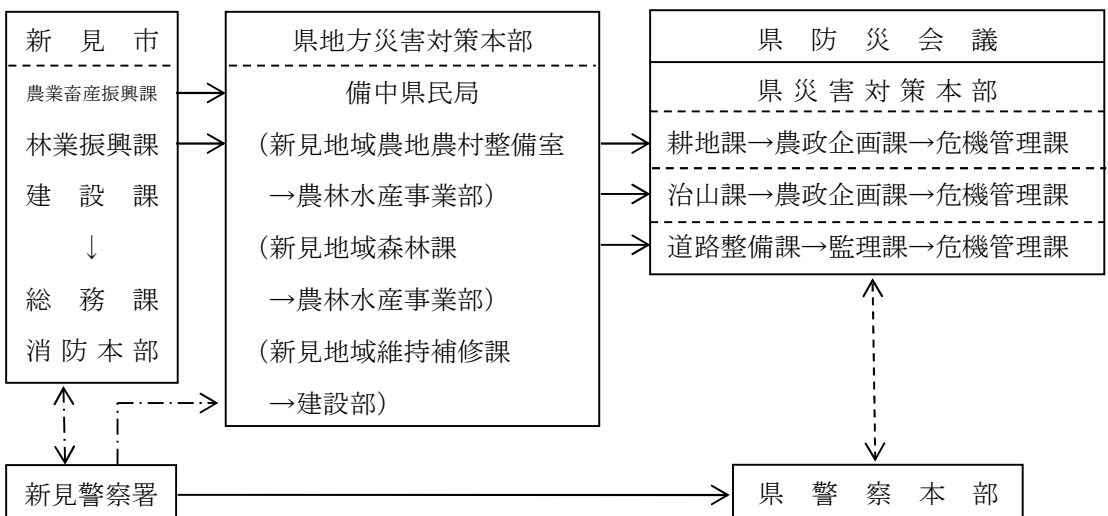 新見市
農業畜産振興課
林業振興課
建設課
↓
総務課
消防本部
県地方災害対策本部
備中県民局
(新見地域農地農村整備室
→農林水産事業部)
(新見地域森林課
→農林水産事業部)
(新見地域維持補修課
→建設部)
県防災会議
県災害対策本部
耕地課→農政企画課→危機管理課
治山課→農政企画課→危機管理課
道路整備課→監理課→危機管理課
新見警察署
県警察本部